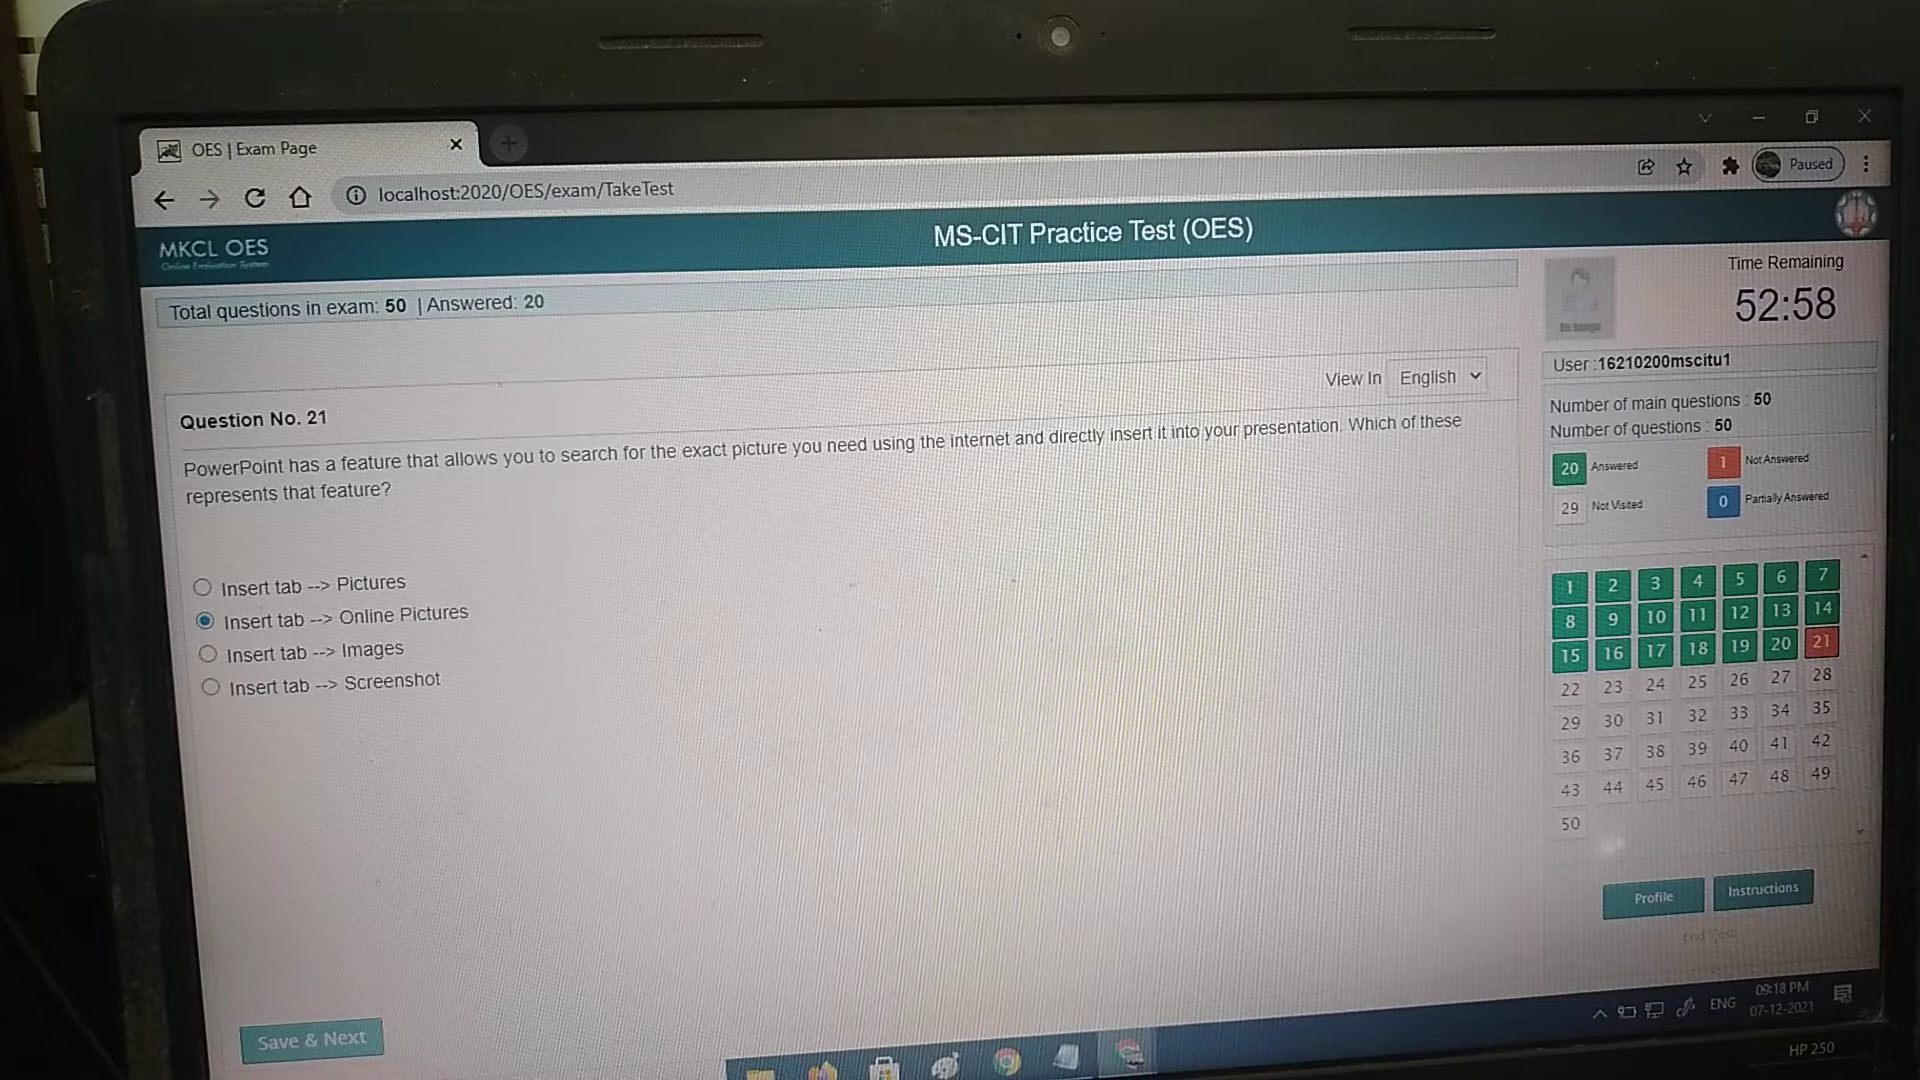 OES | Exam Page
localhost:2020/OES/exam/TakeTest
Paused
MKCL OES
MS-CIT Practice Test (OES)
Total questions in exam: 50 | Answered: 20
Time Remaining
52:58
User :16210200mscitu1
Number of main questions : 50
Number of questions : 50
20 Answered
1 Not Answered
29 Not Visited
0 Partially Answered
View In English
Question No. 21
PowerPoint has a feature that allows you to search for the exact picture you need using the internet and directly insert it into your presentation. Which of these
represents that feature?
Insert tab --> Pictures
Insert tab --> Online Pictures
Insert tab --> Images
Insert tab --> Screenshot
1 2 3 4 5 6 7
8 9 10 11 12 13 14
15 16 17 18 19 20 21
22 23 24 25 26 27 28
29 30 31 32 33 34 35
36 37 38 39 40 41 42
43 44 45 46 47 48 49
50
Profile
Instructions
Save & Next
ENG
09:18 PM
07-12-2021
HP 250